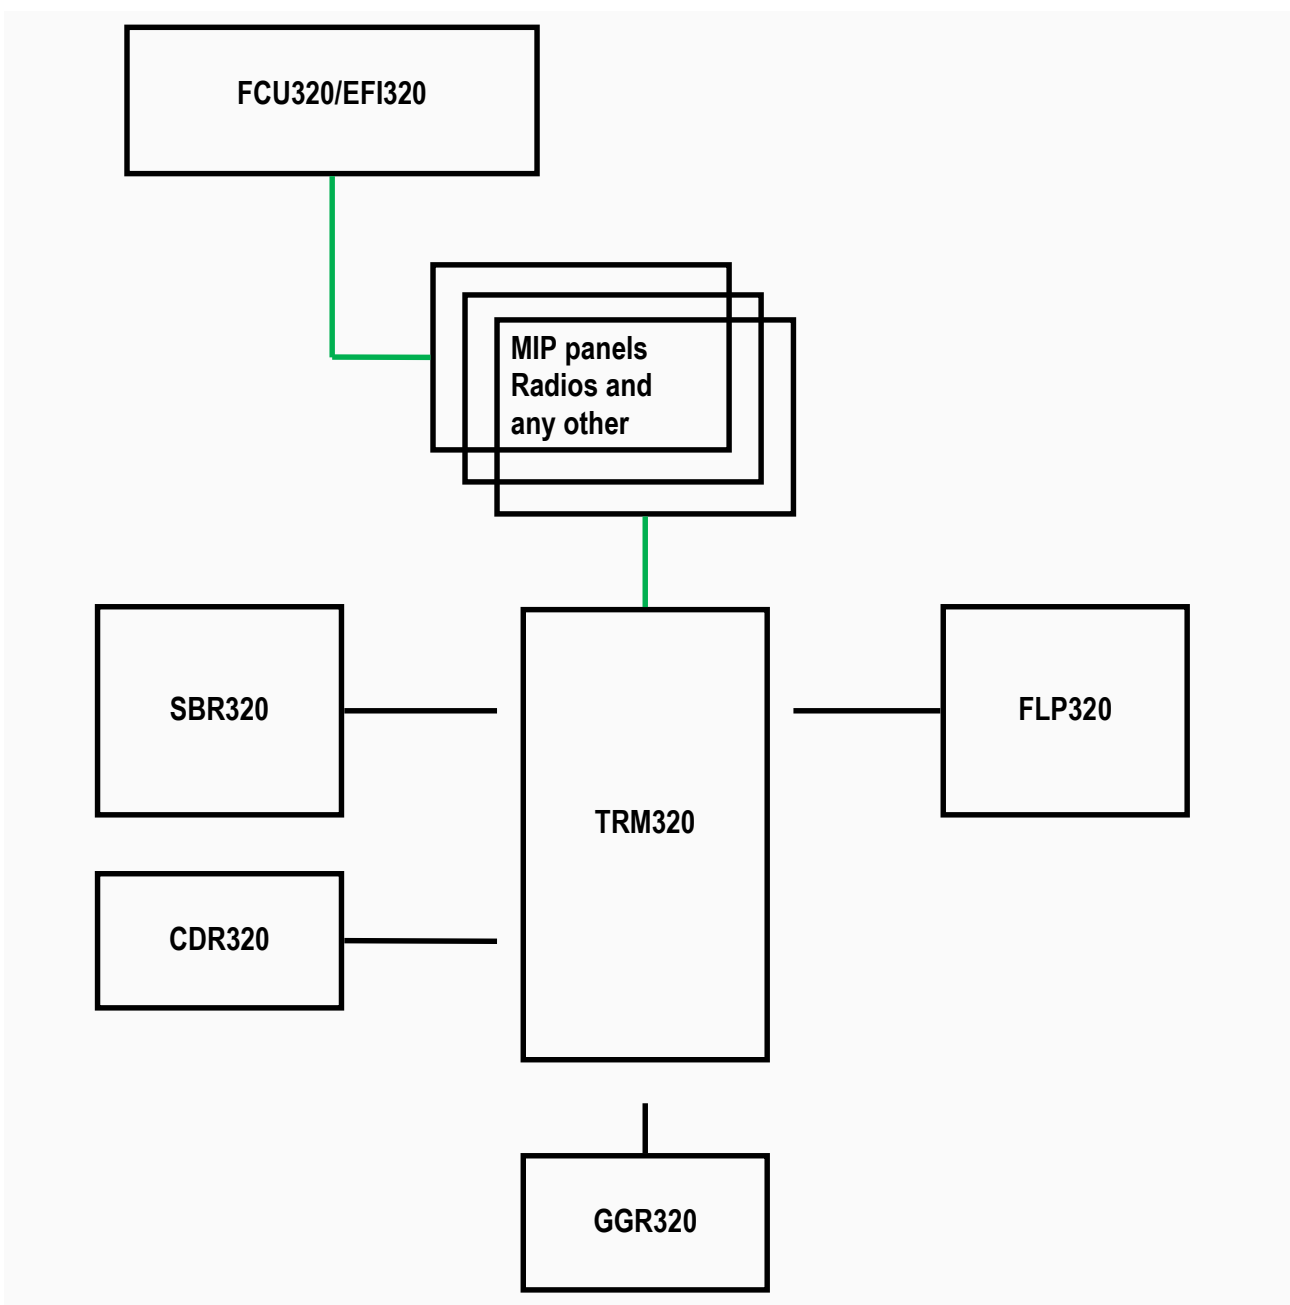 FCU320/EFI320
MIP panels
Radios and
any other
SBR320
FLP320
TRM320
CDR320
GGR320